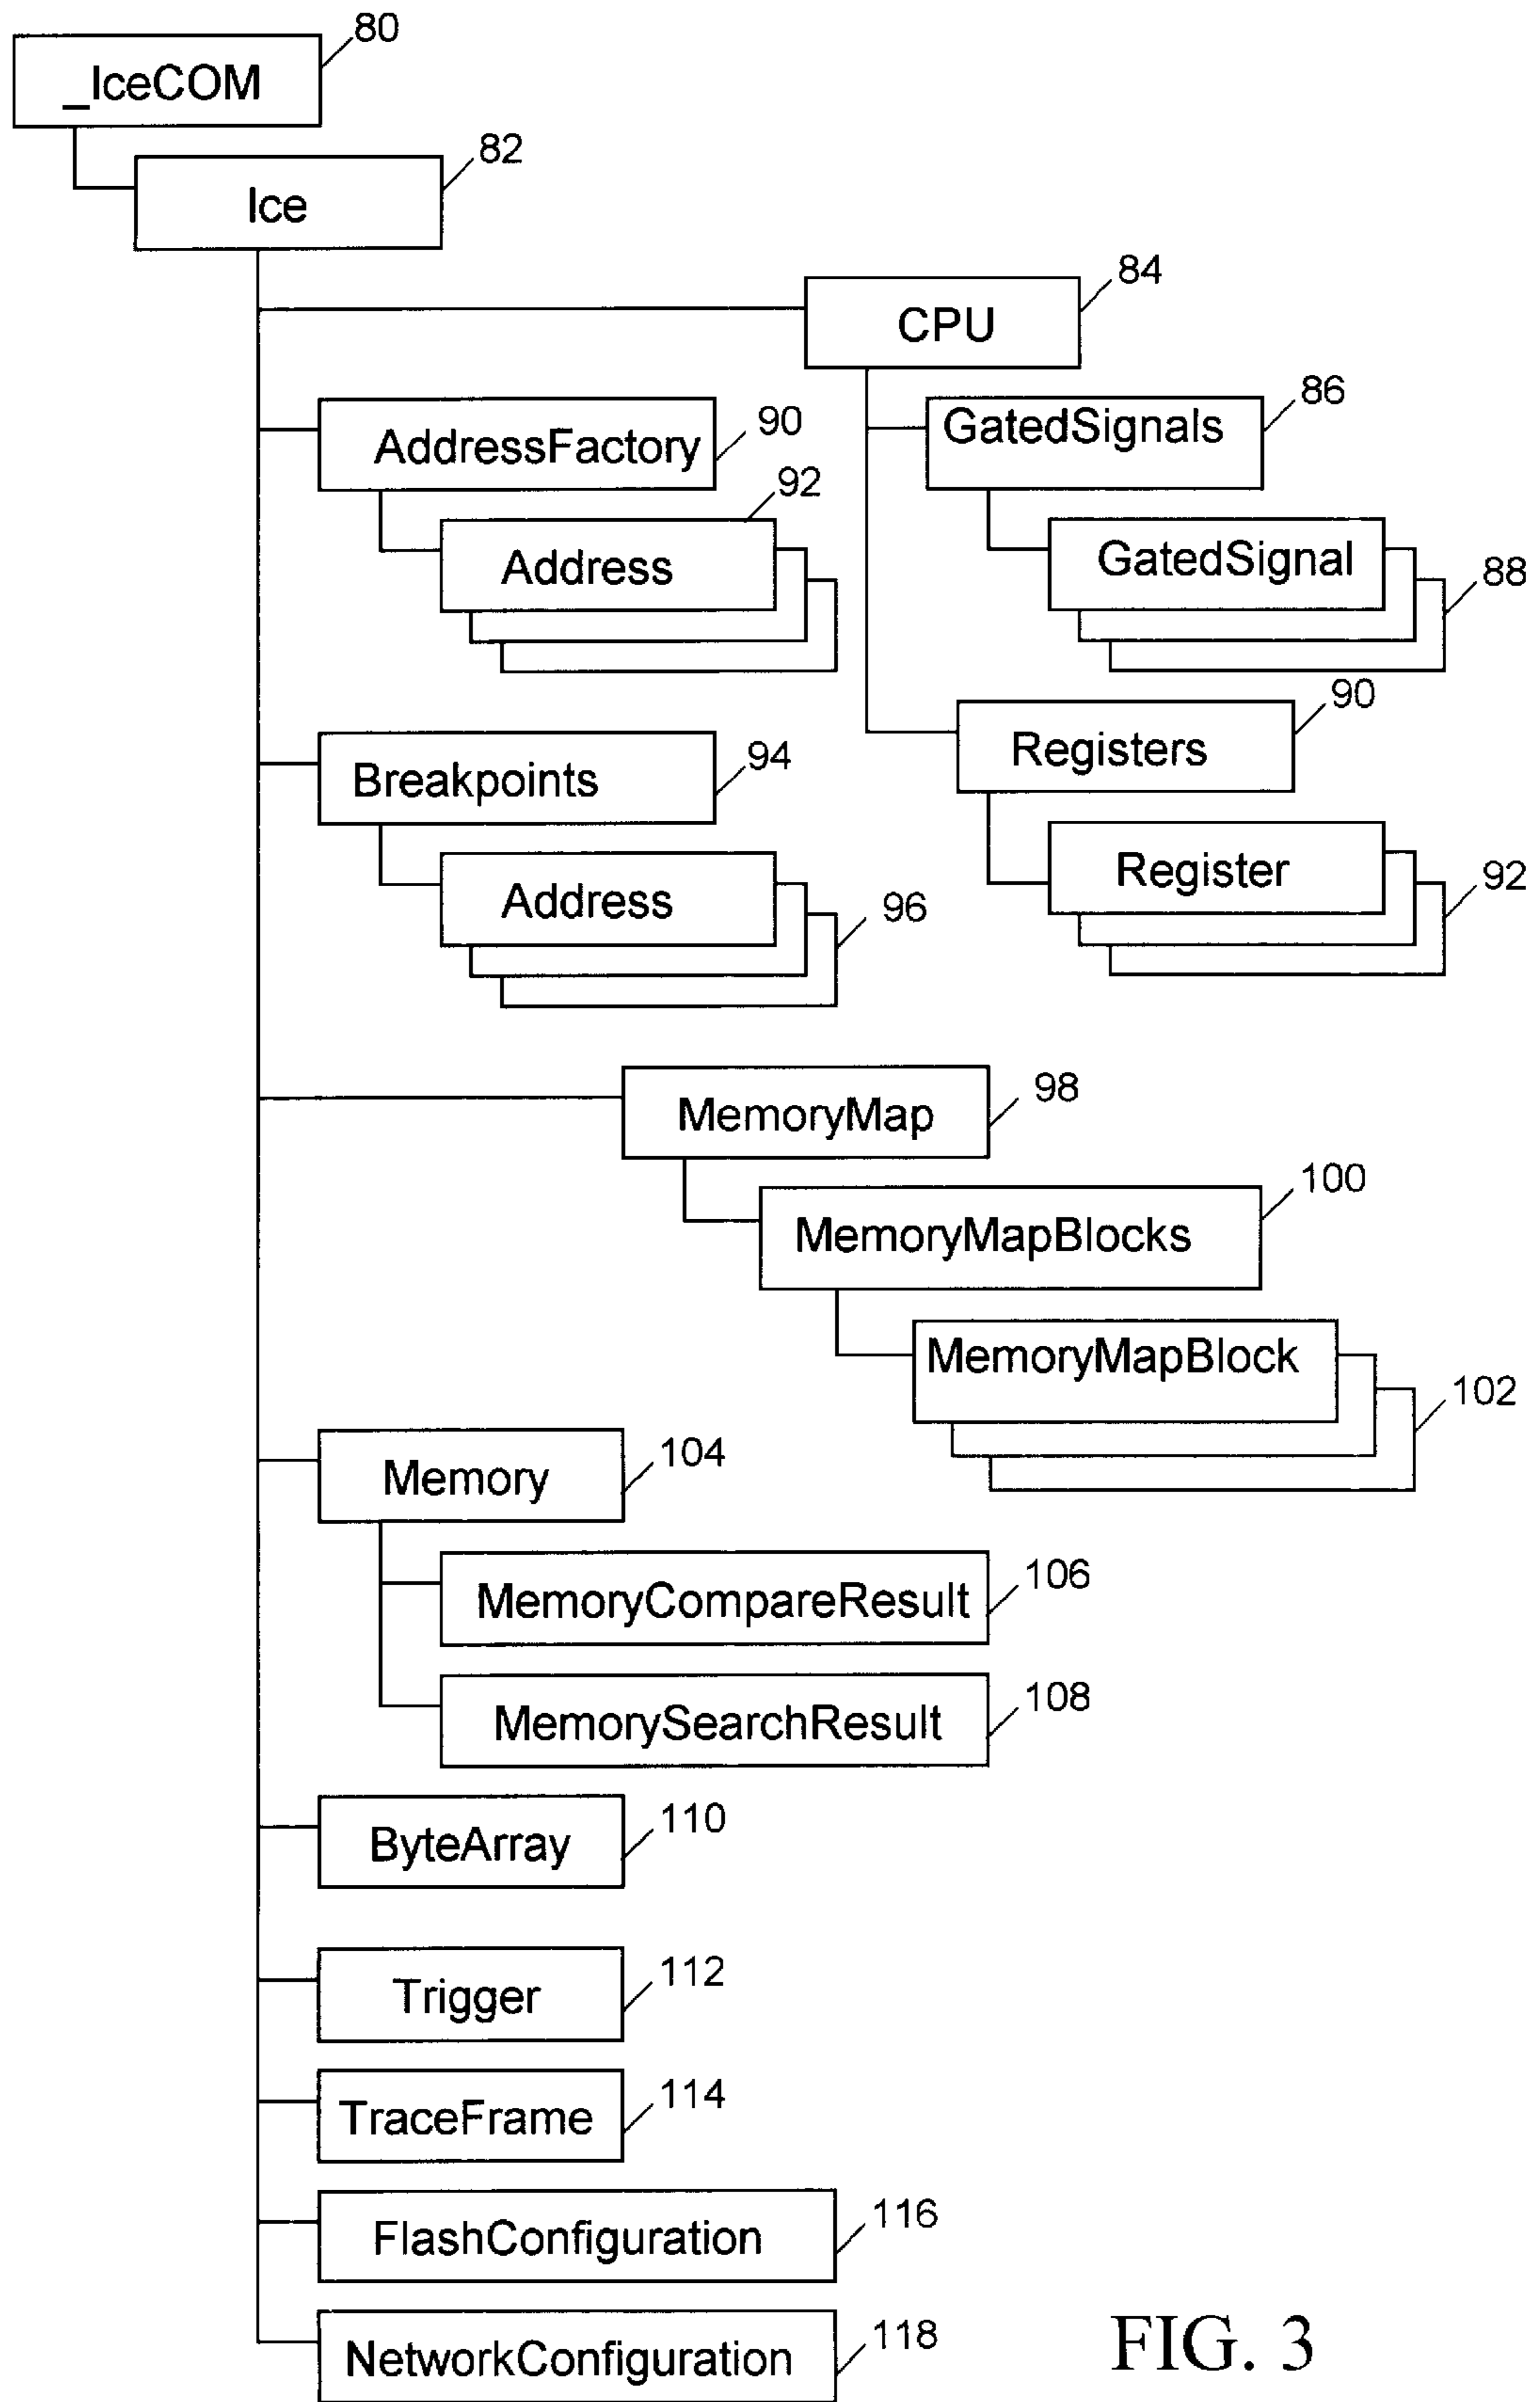 80
_IceCOM
82
Ice
84
CPU
86
GatedSignals
90
AddressFactory
92
Address
GatedSignal
88
90
Registers
94
Breakpoints
Register
92
Address
96
98
MemoryMap
100
MemoryMapBlocks
MemoryMapBlock
102
104
Memory
106
MemoryCompareResult
108
MemorySearchResult
110
ByteArray
112
Trigger
114
TraceFrame
116
FlashConfiguration
118
NetworkConfiguration
FIG. 3